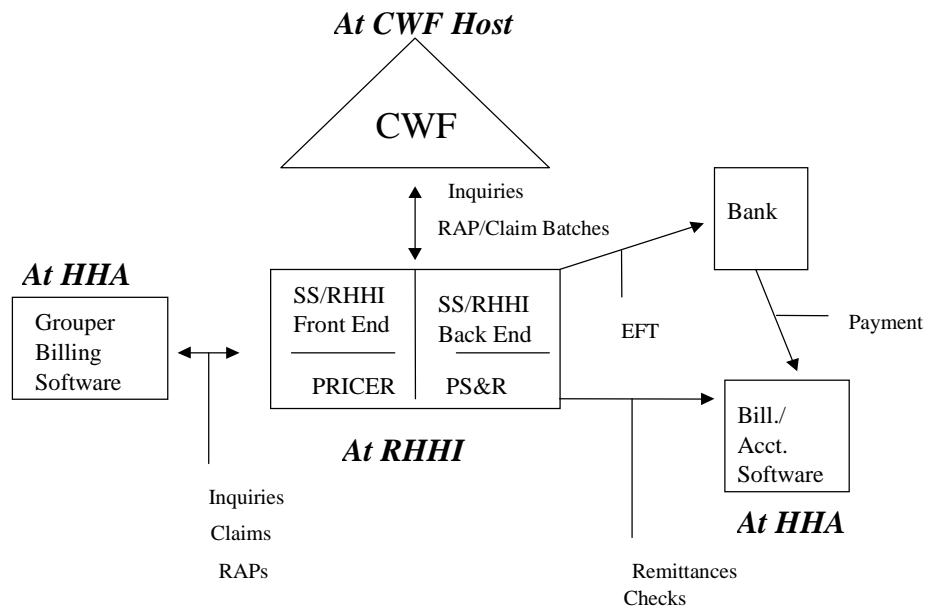 At CWF Host
CWF
Inquiries
RAP/Claim Batches
Bank
At HHA
Grouper
Billing
Software
SS/RHHI
Front End
PRICER
SS/RHHI
Back End
PS&R
EFT
Payment
Bill./
Acct.
Software
At RHHI
At HHA
Inquiries
Claims
RAPs
Remittances
Checks